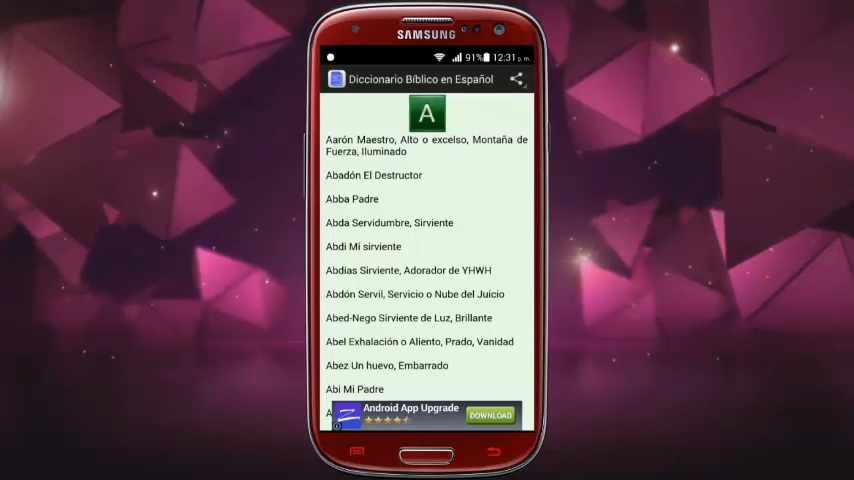 SAMSUNG
91% 12:31 p.m.
Diccionario Bíblico en Español
A
Aarón Maestro, Alto o excelso, Montaña de
Fuerza, Iluminado
Abadón El Destructor
Abba Padre
Abda Servidumbre, Sirviente
Abdi Mi sirviente
Abdías Sirviente, Adorador de YHWH
Abdón Servil, Servicio o Nube del Juicio
Abed-Nego Sirviente de Luz, Brillante
Abel Exhalación o Aliento, Prado, Vanidad
Abez Un huevo, Embarrado
Abi Mi Padre
Android App Upgrade
DOWNLOAD